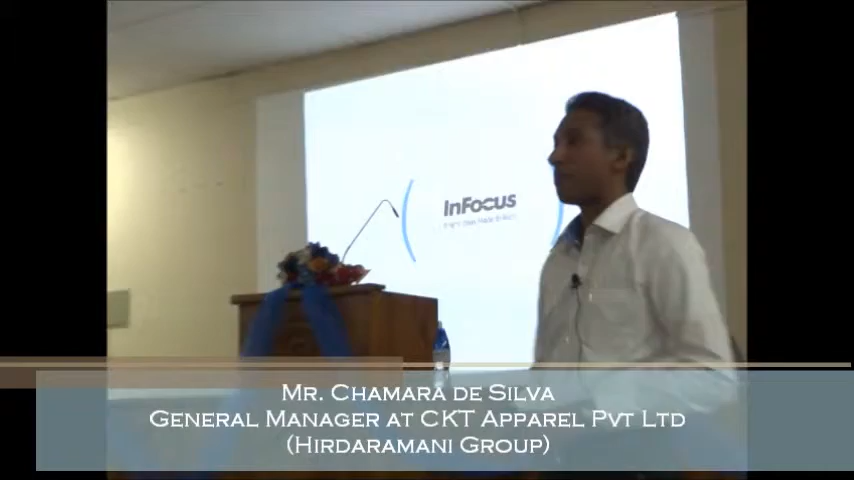 InFocus
Mr. Chamara de Silva
General Manager at CKT Apparel Pvt Ltd
(Hirdaramani Group)